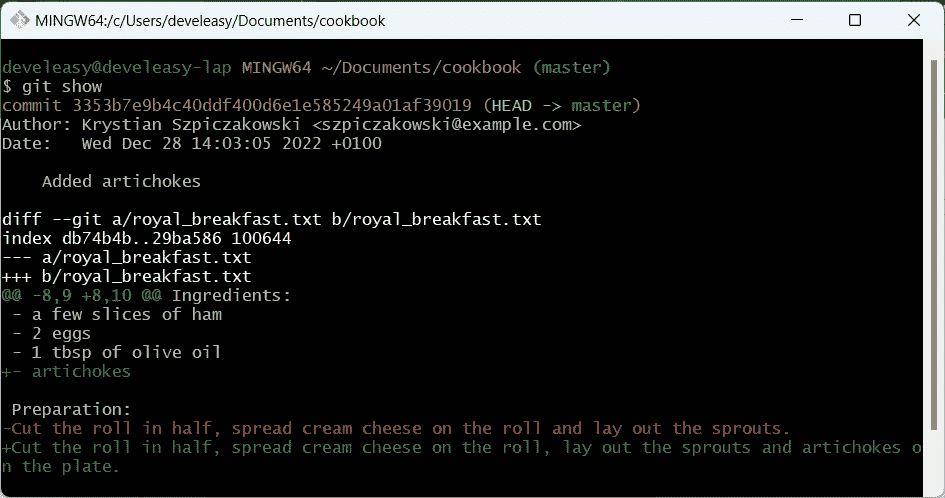 MINGW64:/c/Users/develeasy/Documents/cookbook
develeasy@develeasy-lap MINGW64 ~/Documents/cookbook (master)
$ git show
commit 3353b7e9b4c40ddf400d6e1e585249a01af39019 (HEAD -> master)
Author: Krystian Szpiczakowski <szpiczakowski@example.com>
Date:   Wed Dec 28 14:03:05 2022 +0100
    Added artichokes
diff --git a/royal_breakfast.txt b/royal_breakfast.txt
index db74b4b..29ba586 100644
--- a/royal_breakfast.txt
+++ b/royal_breakfast.txt
@@ -8,9 +8,10 @@ Ingredients:
 - a few slices of ham
 - 2 eggs
 - 1 tbsp of olive oil
+- artichokes
 Preparation:
-Cut the roll in half, spread cream cheese on the roll and lay out the sprouts.
+Cut the roll in half, spread cream cheese on the roll, lay out the sprouts and artichokes o
n the plate.